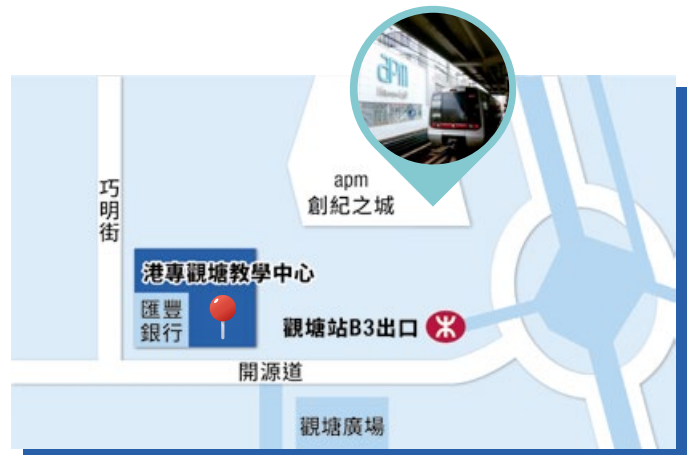 apm
apm
創紀之城
巧明街
港專觀塘教學中心
匯豐
銀行
觀塘站B3出口
開源道
觀塘廣場